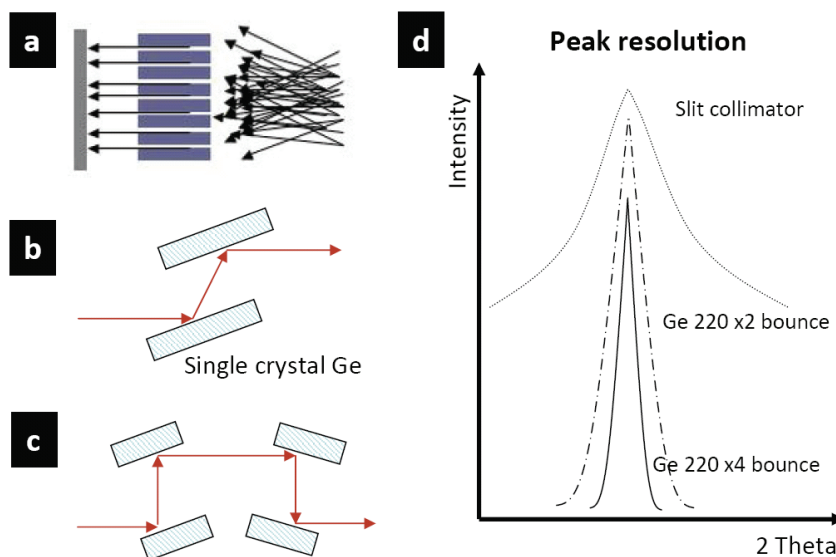 a
b
Single crystal Ge
c
d
Peak resolution
Intensity
Slit collimator
Ge 220 x2 bounce
Ge 220 x4 bounce
2 Theta